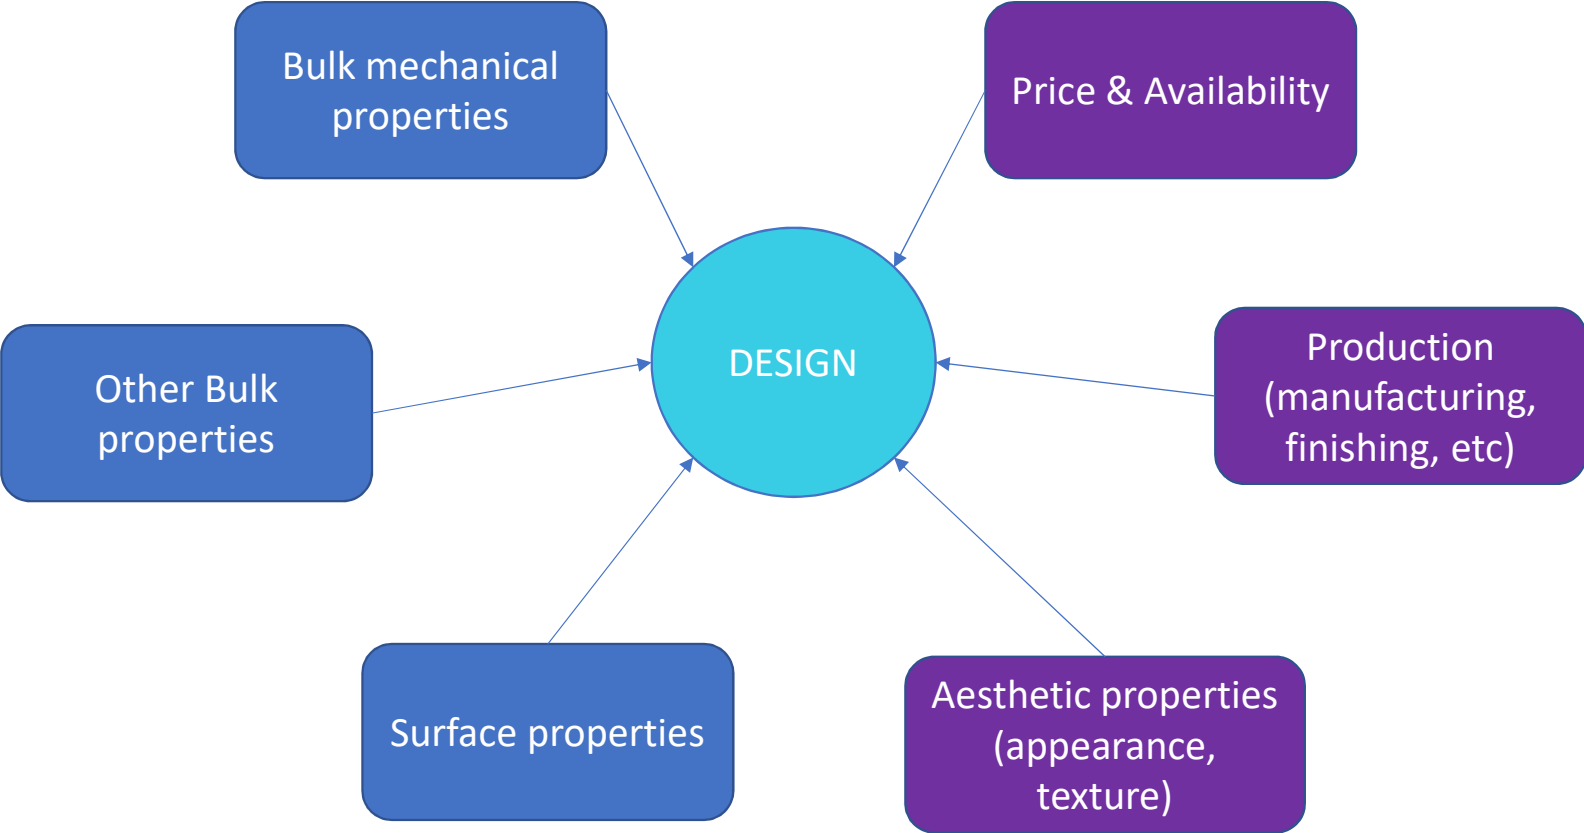 Bulk mechanical
properties
Price & Availability
DESIGN
Other Bulk
properties
Production
(manufacturing,
finishing, etc)
Surface properties
Aesthetic properties
(appearance,
texture)